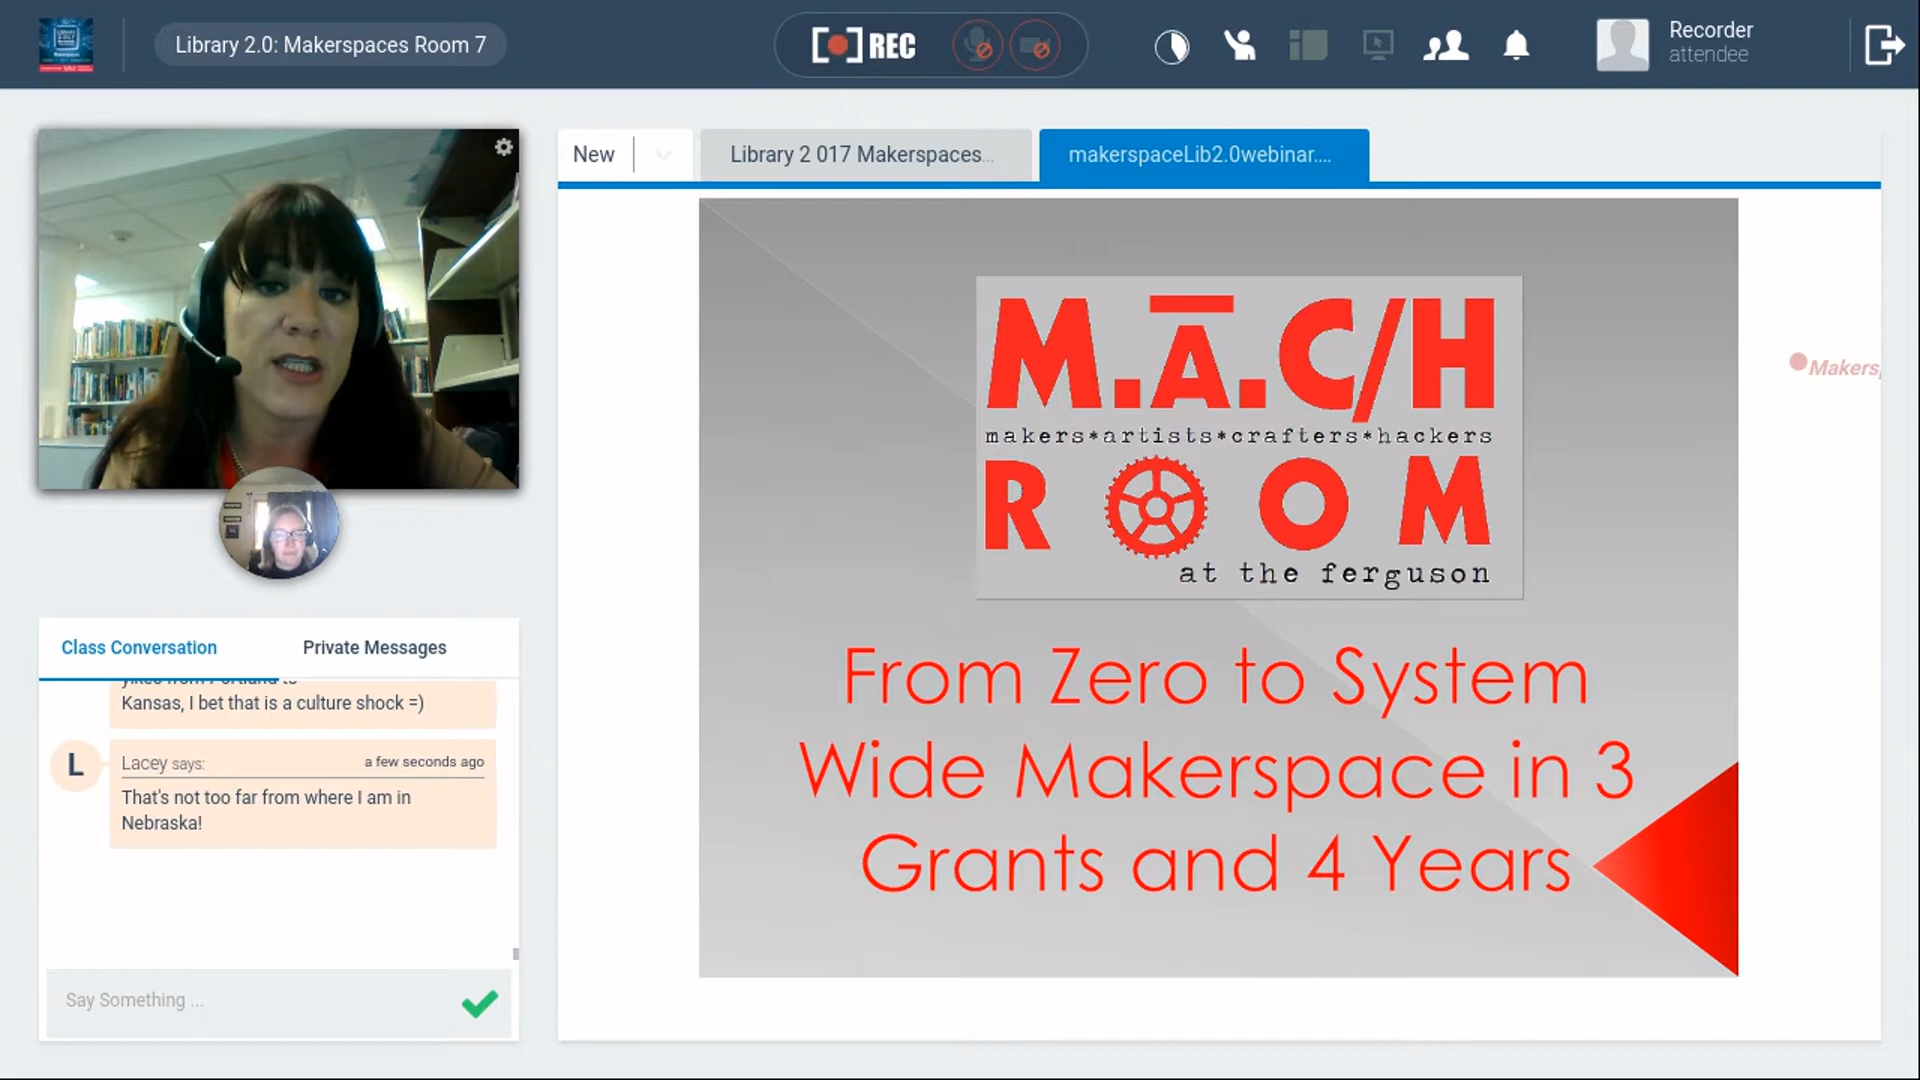 Library 2.0: Makerspaces Room 7
REC
Recorder
attendee
New
Library 2 017 Makerspaces...
makerspaceLib2.0webinar....
M.A.C/H
makers*artists*crafters*hackers
ROOM
at the ferguson
From Zero to System
Wide Makerspace in 3
Grants and 4 Years
Class Conversation
Private Messages
Kansas, I bet that is a culture shock =)
L
Lacey says:
a few seconds ago
That's not too far from where I am in
Nebraska!
Say Something ...